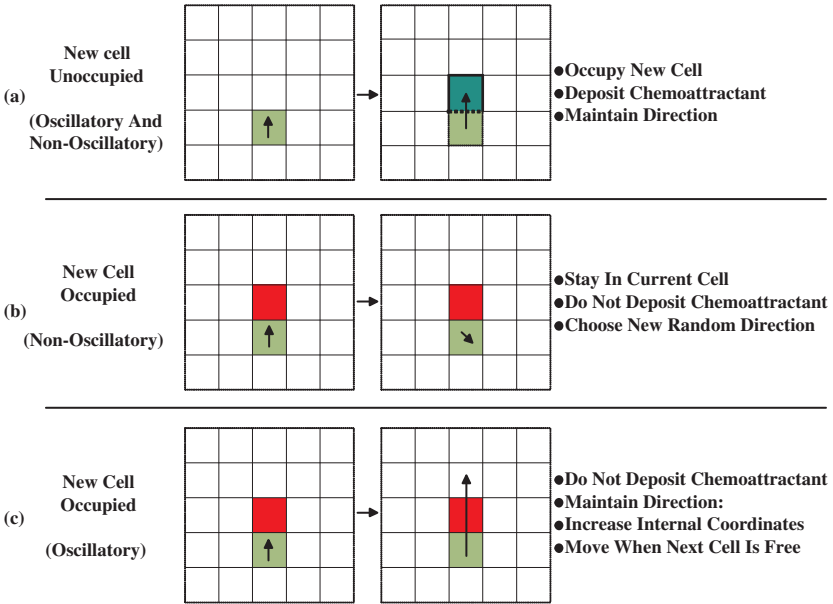 New cell
Unoccupied
(a)
(Oscillatory And
Non-Oscillatory)
●Occupy New Cell
●Deposit Chemoattractant
●Maintain Direction
New Cell
Occupied
(b)
(Non-Oscillatory)
●Stay In Current Cell
●Do Not Deposit Chemoattractant
●Choose New Random Direction
New Cell
Occupied
(c)
(Oscillatory)
●Do Not Deposit Chemoattractant
●Maintain Direction:
●Increase Internal Coordinates
●Move When Next Cell Is Free